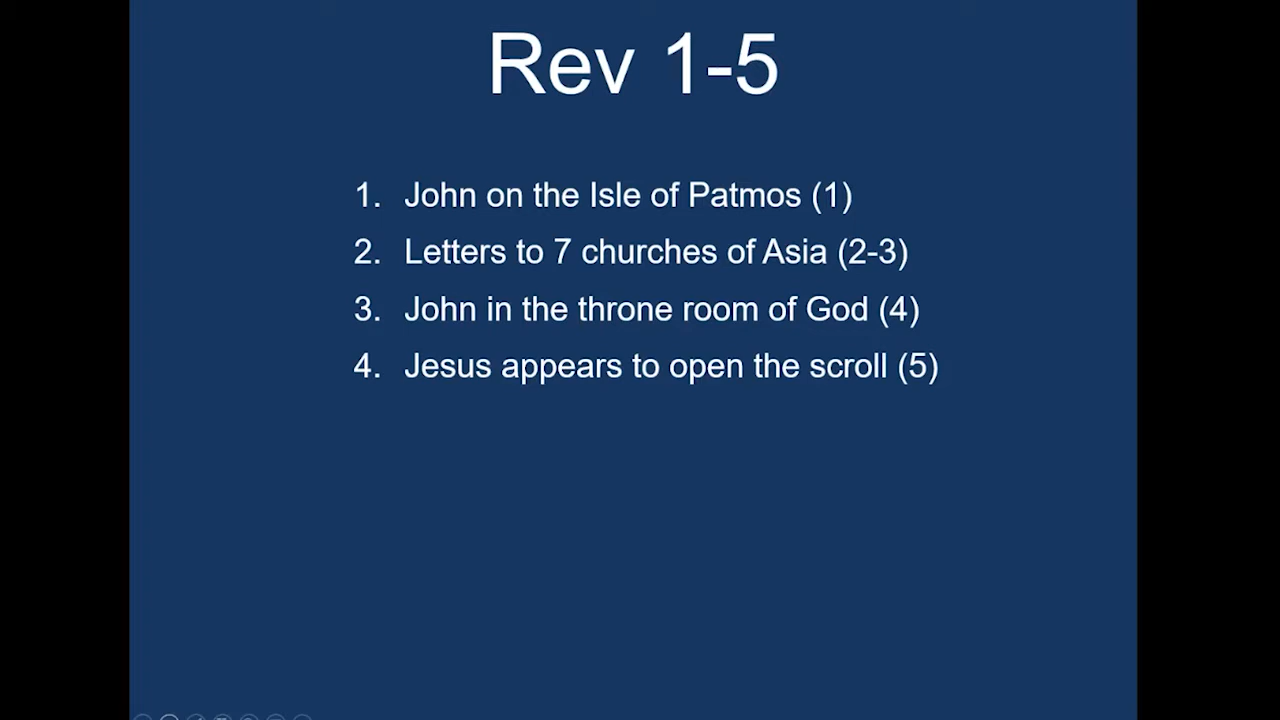 Rev 1-5
1. John on the Isle of Patmos (1)
2. Letters to 7 churches of Asia (2-3)
3. John in the throne room of God (4)
4. Jesus appears to open the scroll (5)